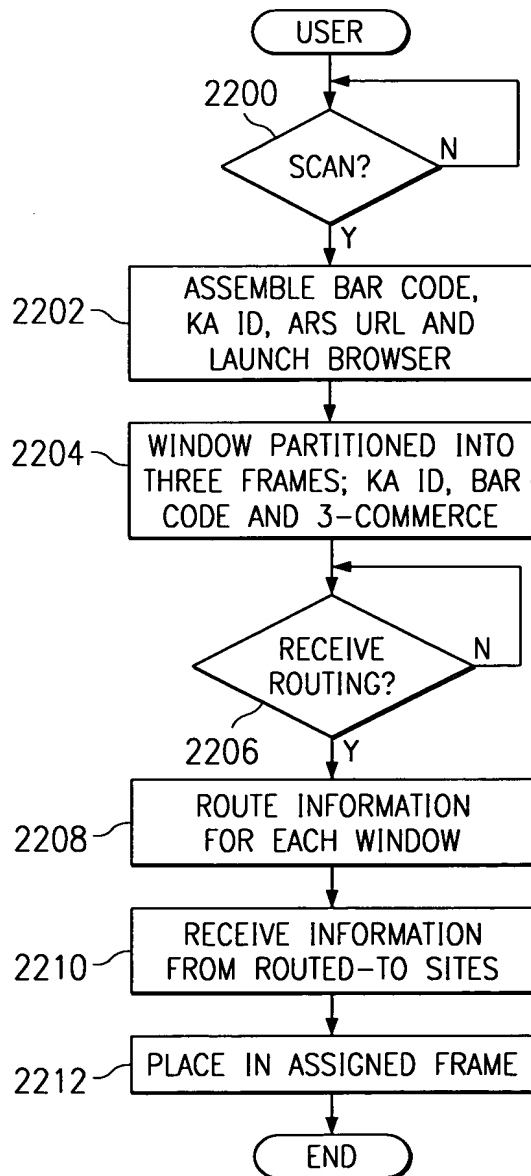 USER
2200
SCAN?
N
Y
2202
ASSEMBLE BAR CODE,
KA ID, ARS URL AND
LAUNCH BROWSER
2204
WINDOW PARTITIONED INTO
THREE FRAMES; KA ID, BAR
CODE AND 3-COMMERCE
RECEIVE
ROUTING?
N
2206
Y
2208
ROUTE INFORMATION
FOR EACH WINDOW
2210
RECEIVE INFORMATION
FROM ROUTED-TO SITES
2212
PLACE IN ASSIGNED FRAME
END